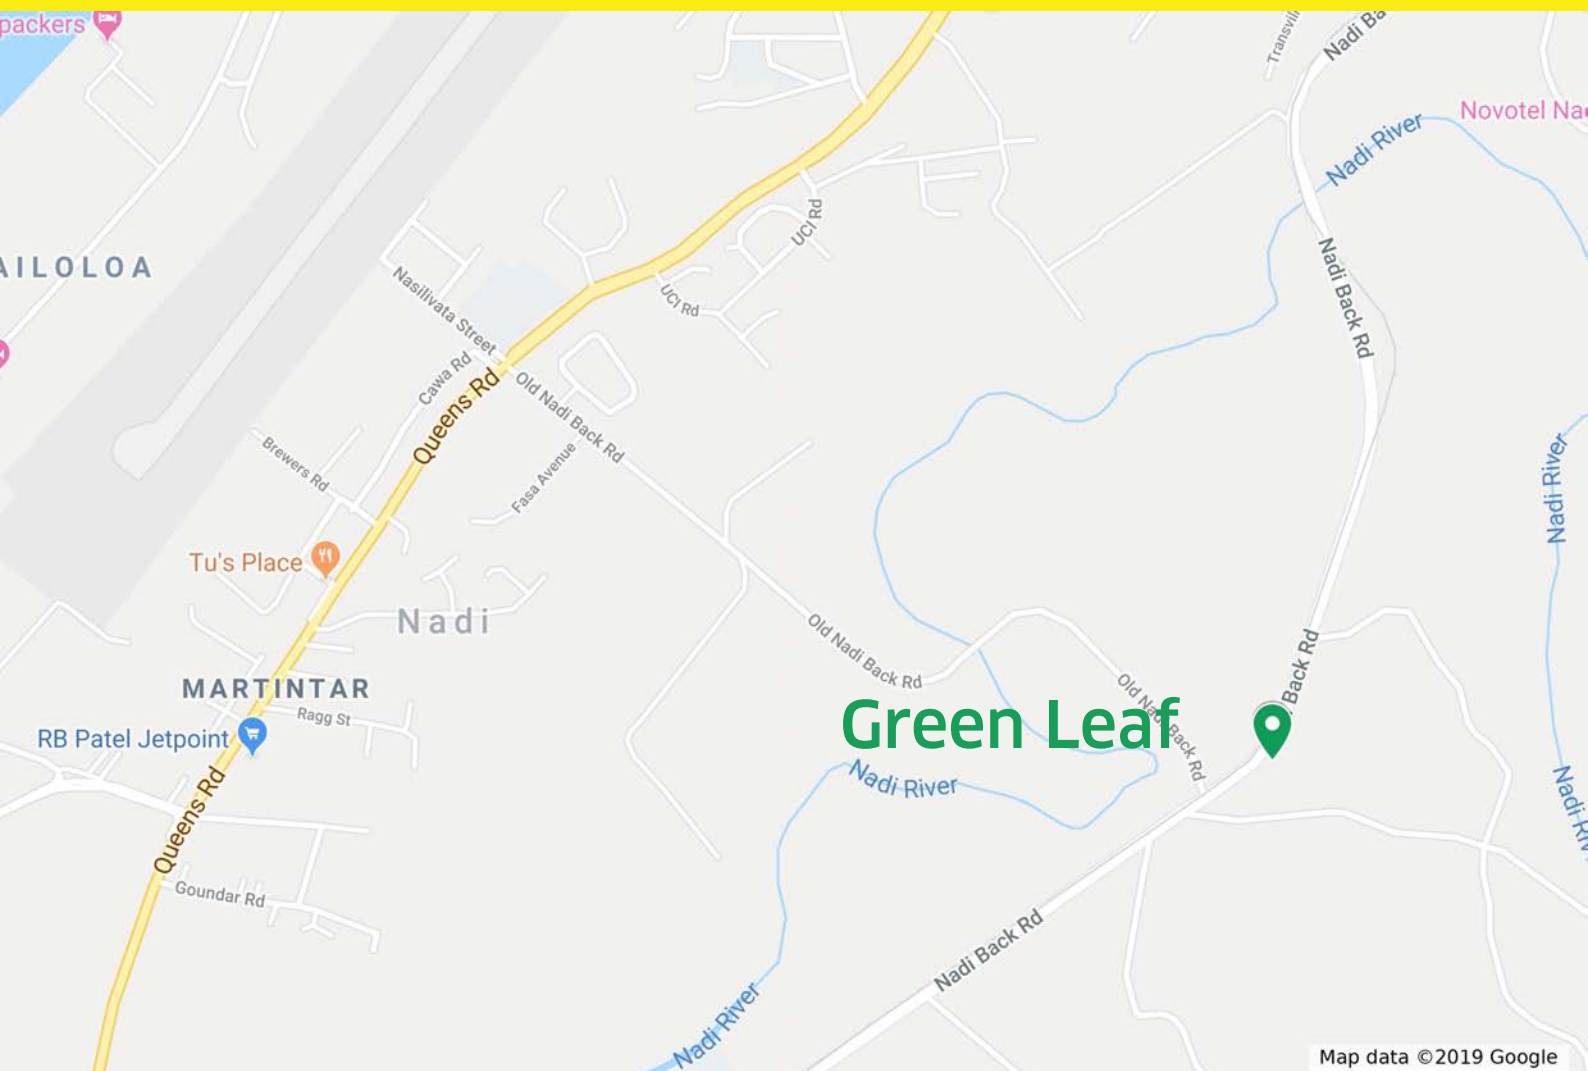 packers
Transvil
Nadi Ba
Novotel Na
Nadi River
UCI Rd
Nadi Back Rd
AILOLOA
Nasilivata Street
UCI Rd
Cawa Rd
Queens Rd
Old Nadi Back Rd
Brewers Rd
Fasa Avenue
Nadi River
Tu's Place
Nadi
Old Nadi Back Rd
Back Rd
MARTINTAR
Old Nadi Back Rd
Ragg St
Green Leaf
RB Patel Jetpoint
Nadi River
Nadi Riv
Queens Rd
Goundar Rd
Nadi Back Rd
Nadi River
Map data ©2019 Google